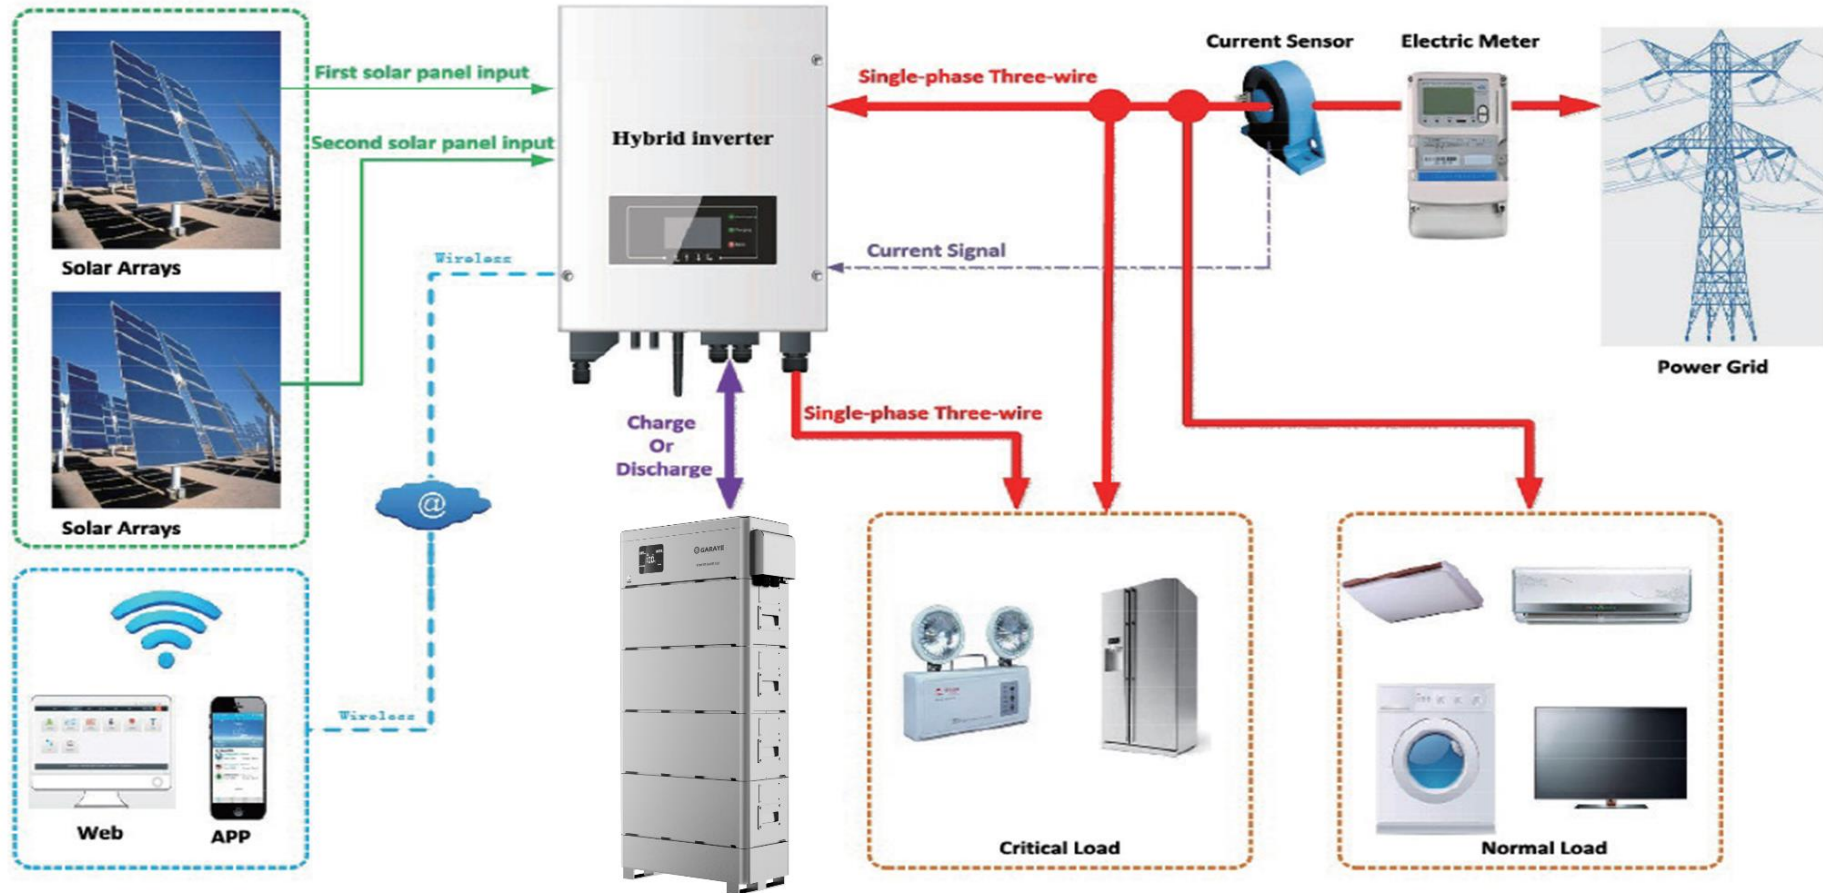 First solar panel input
Second solar panel input
Solar Arrays
Solar Arrays
Hybrid inverter
Wireless
@
Wireless
Web
APP
Charge
Or
Discharge
GARAYE
Single-phase Three-wire
Single-phase Three-wire
Current Signal
Current Sensor
Electric Meter
Power Grid
Critical Load
Normal Load